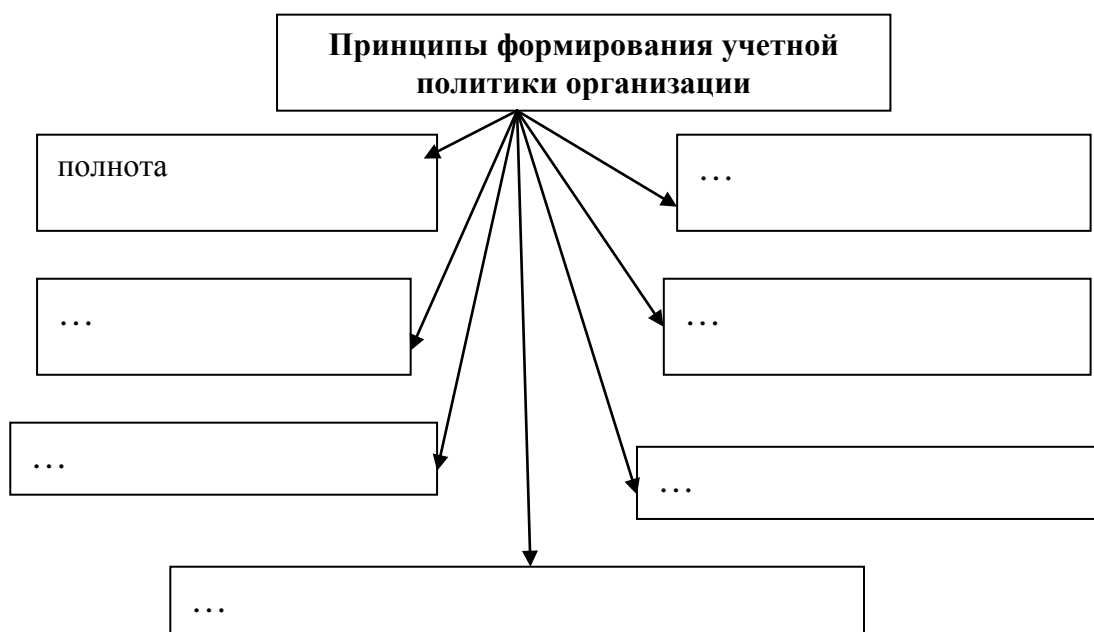 Принципы формирования учетной
политики организации
полнота
…
…
…
…
…
…